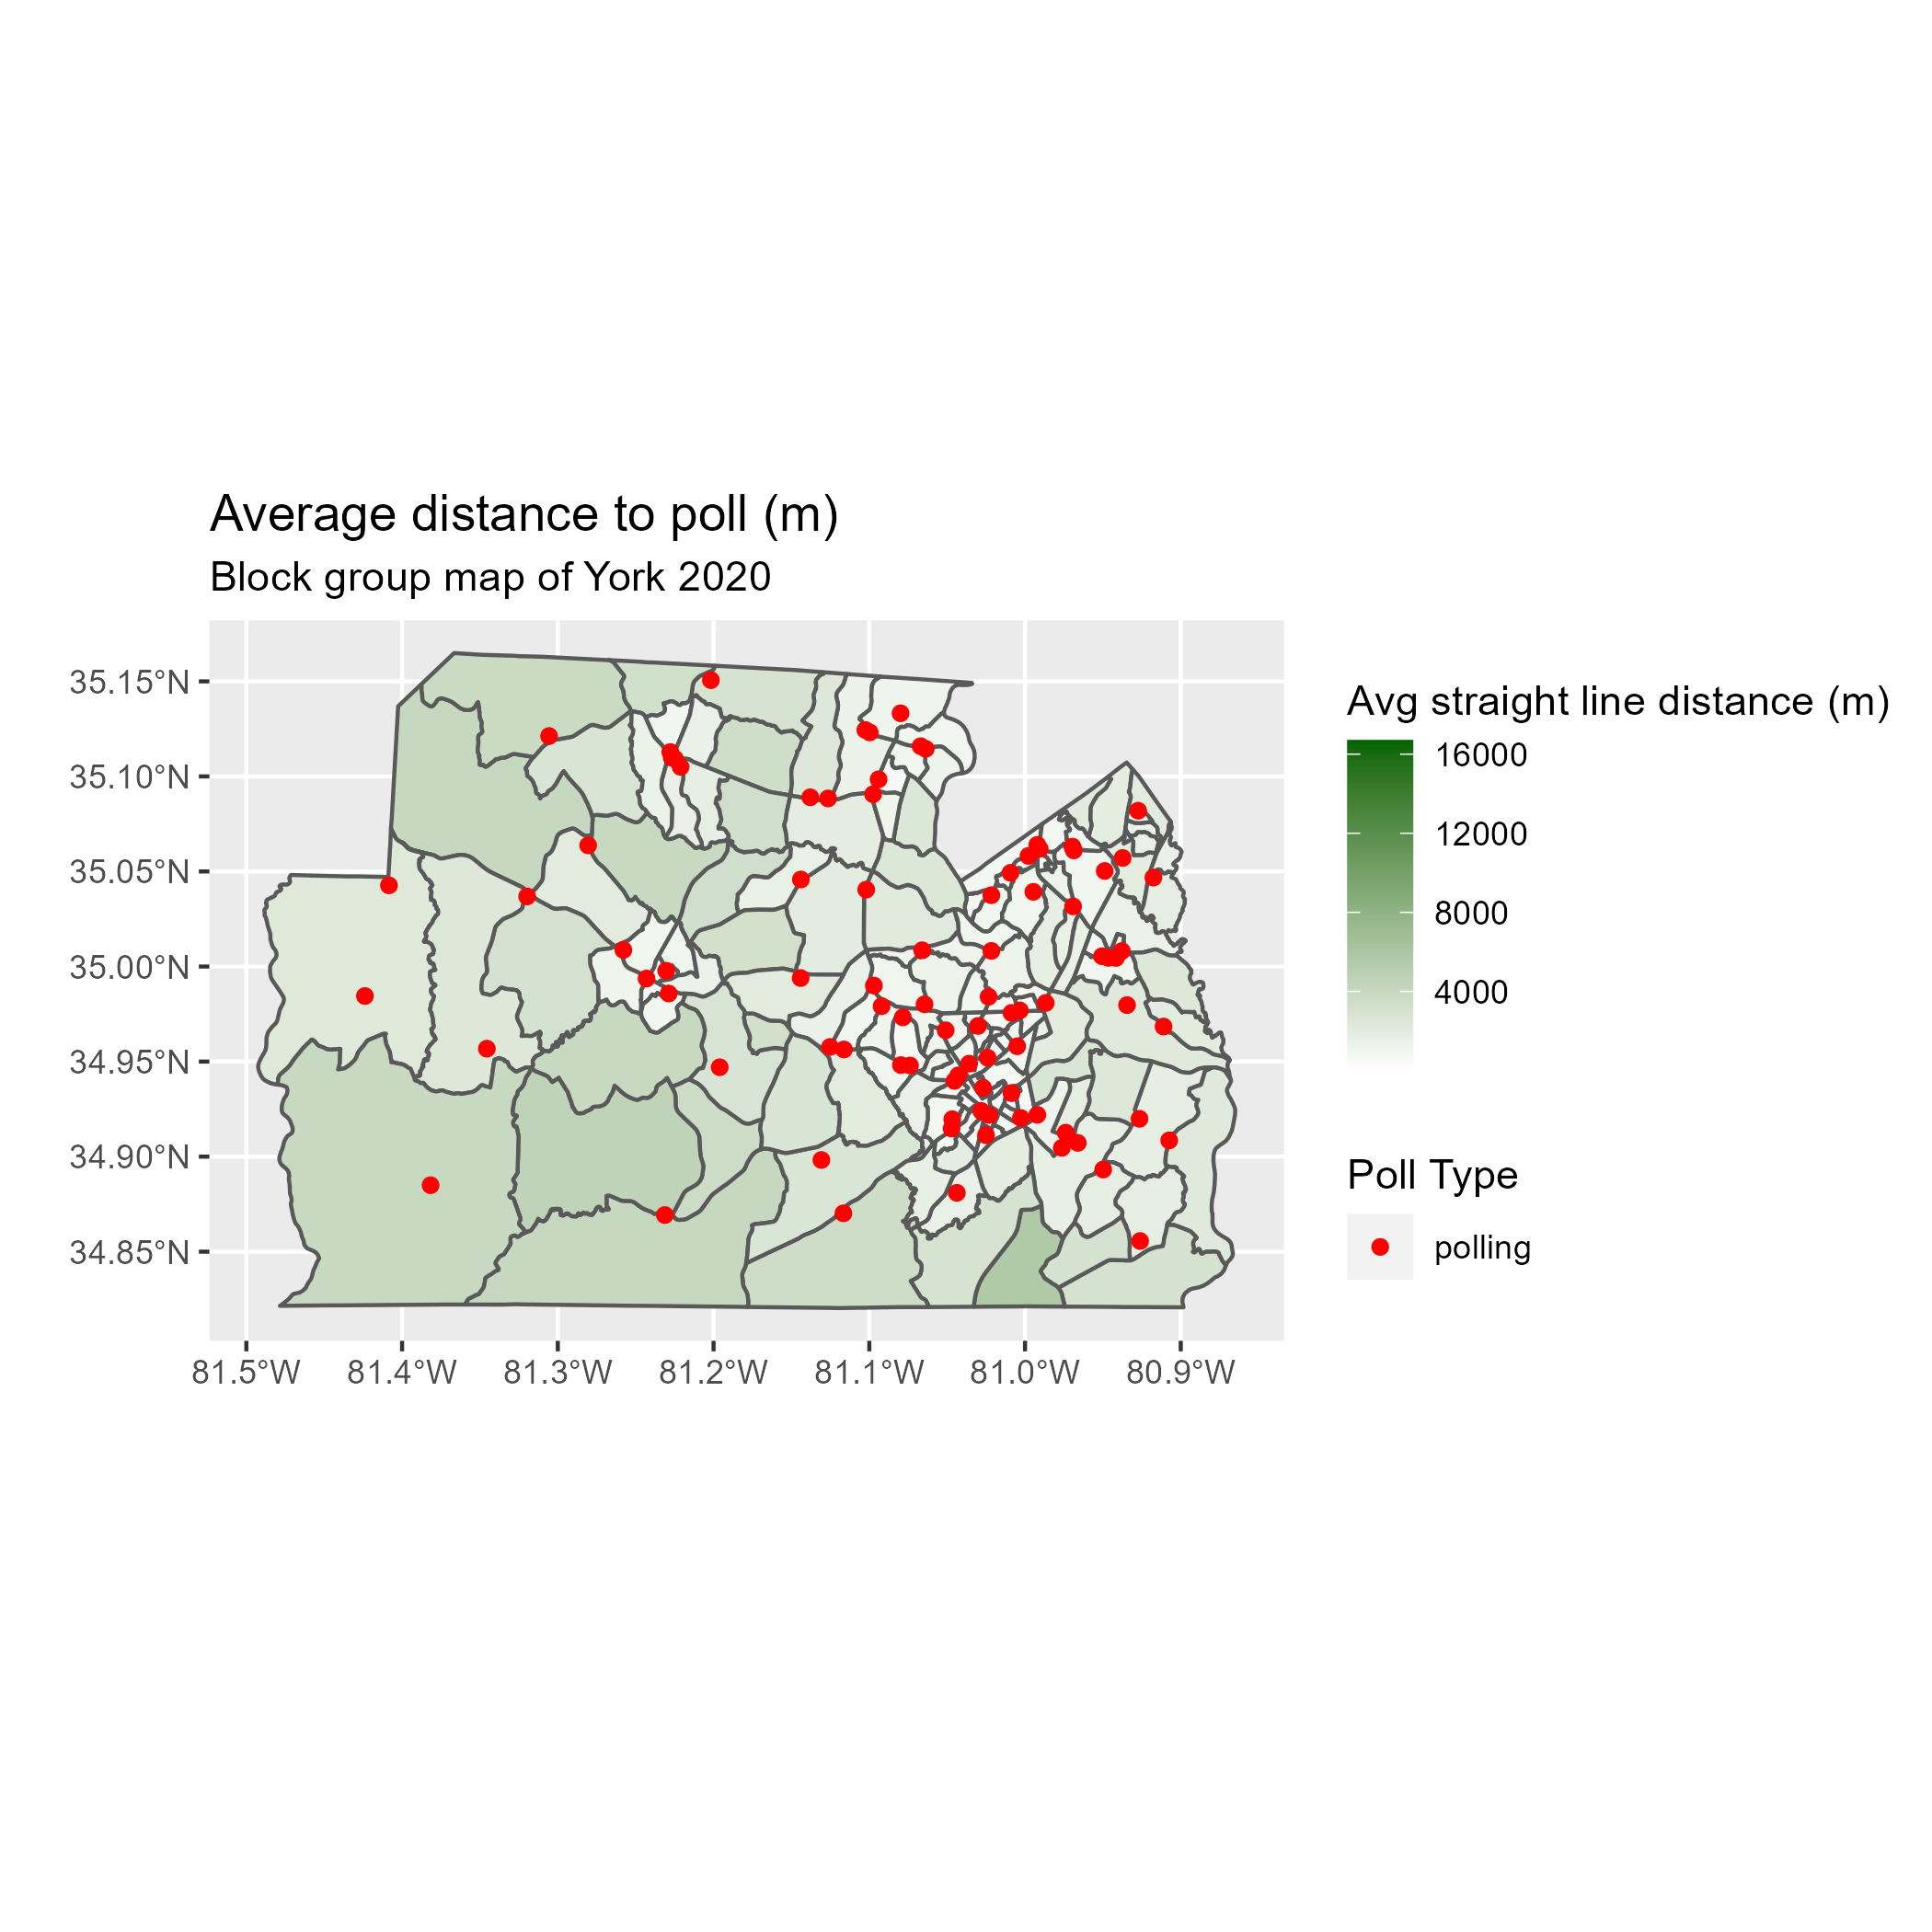 Average distance to poll (m)
Block group map of York 2020
35.15°N
35.10°N
35.05°N
35.00°N
34.95°N
34.90°N
34.85°N
81.5°W 81.4°W 81.3°W 81.2°W 81.1°W 81.0°W 80.9°W
Avg straight line distance (m)
16000
12000
8000
4000
Poll Type
polling